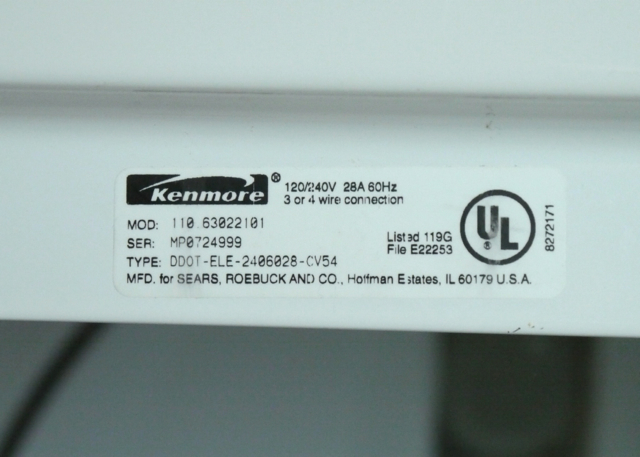 Kenmore®
120/240V 28A 60Hz
3 or 4 wire connection
MOD: 110.63022101
SER: MP0724999
TYPE: DDOT-ELE-2406028-CV54
MFD. for SEARS, ROEBUCK AND CO., Hoffman Estates, IL 60179 U.S.A.
Listed 119G
File E22253
UL
8272171